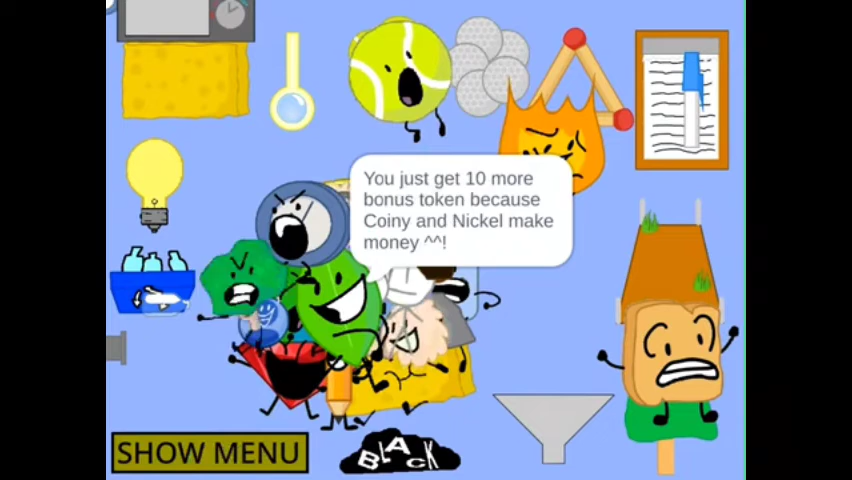 You just get 10 more
bonus token because
Coiny and Nickel make
money ^^!
SHOW MENU
BLACK